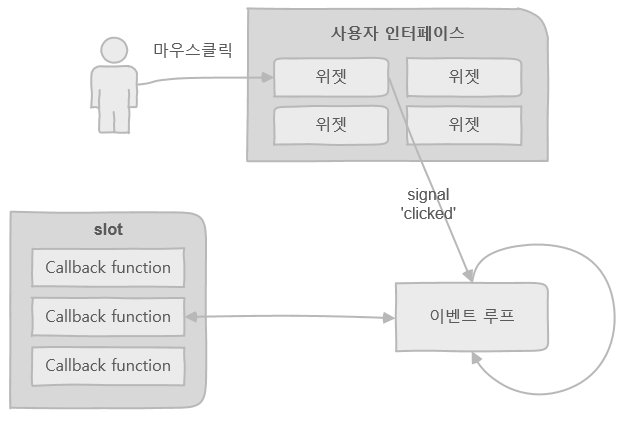 사용자 인터페이스
마우스클릭
위젯
위젯
위젯
위젯
signal
'clicked'
slot
Callback function
Callback function
Callback function
이벤트 루프